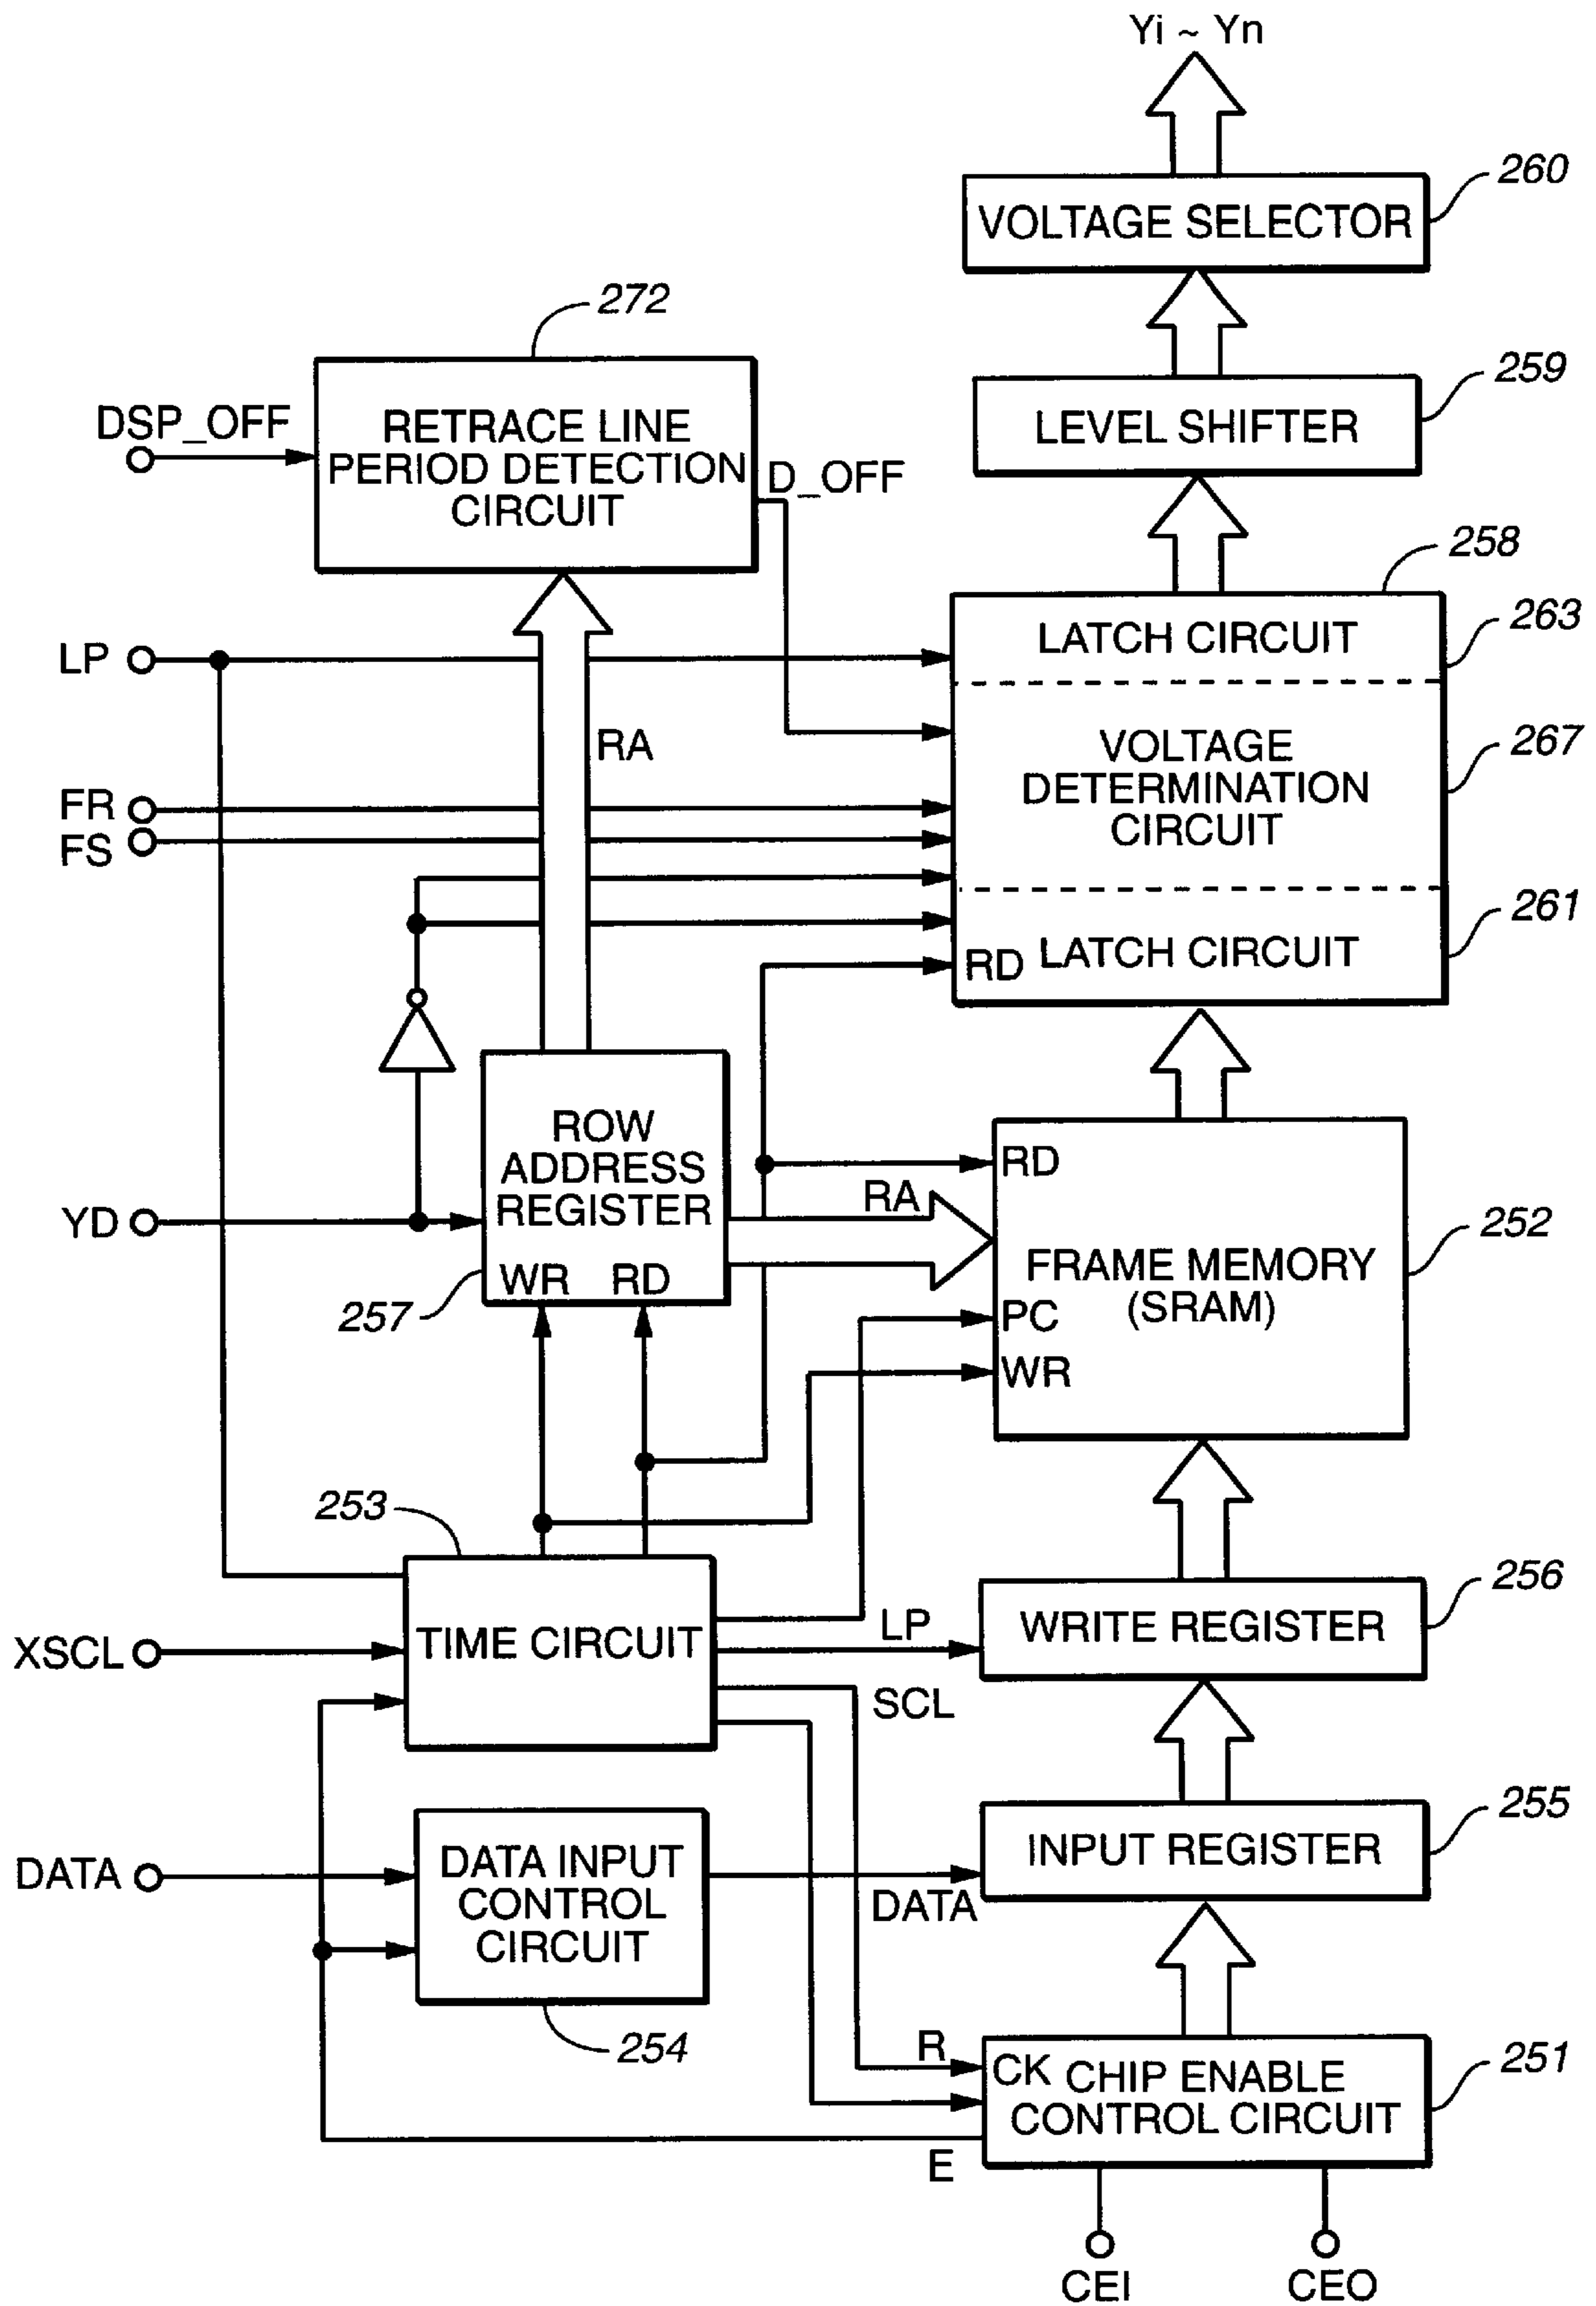 Yi ~ Yn
260
VOLTAGE SELECTOR
272
259
DSP_OFF
RETRACE LINE
PERIOD DETECTION
CIRCUIT
D_OFF
LEVEL SHIFTER
258
263
LP
LATCH CIRCUIT
RA
267
VOLTAGE
DETERMINATION
CIRCUIT
FR
FS
261
RD LATCH CIRCUIT
ROW
ADDRESS
REGISTER
WR RD
RD
RA
YD
252
FRAME MEMORY
(SRAM)
257
PC
WR
253
256
TIME CIRCUIT
LP
WRITE REGISTER
XSCL
SCL
255
DATA
DATA INPUT
CONTROL
CIRCUIT
INPUT REGISTER
DATA
254
R
251
CK CHIP ENABLE
CONTROL CIRCUIT
E
CEI
CEO